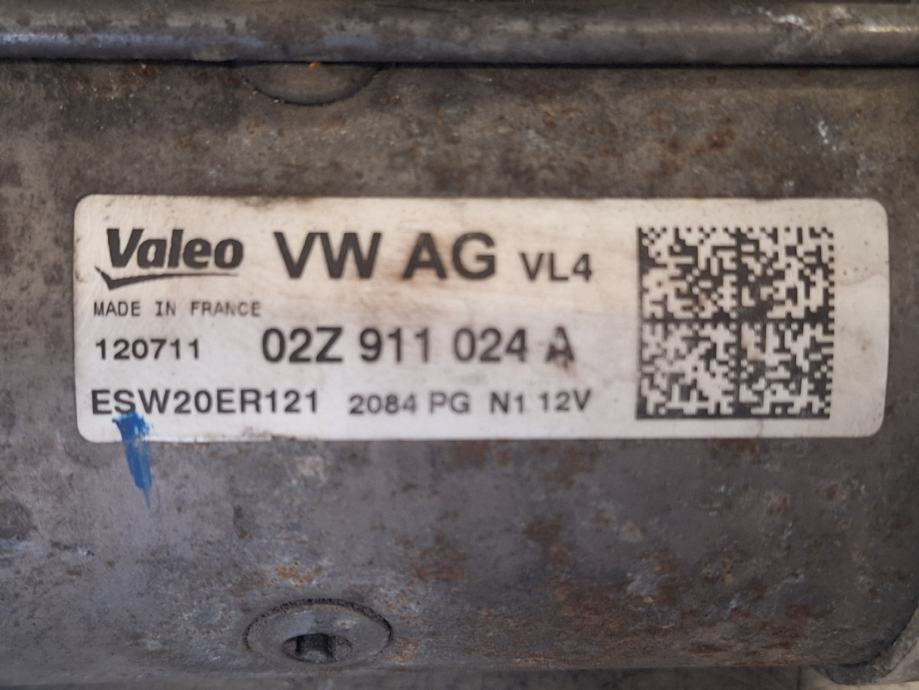 Valeo VW AG VL4
MADE IN FRANCE
120711 02Z 911 024 A
ESW20ER121 2084 PG N1 12V